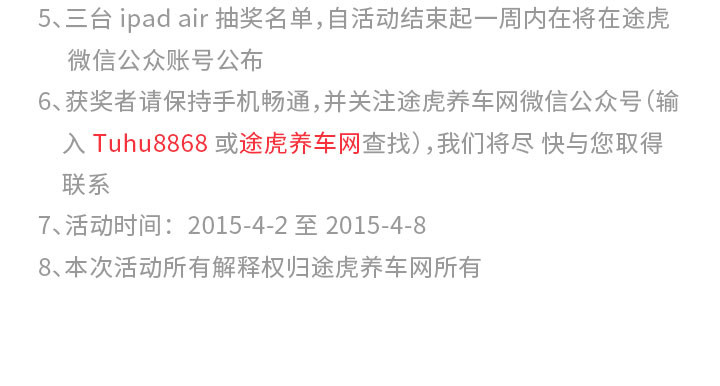 5、三台 ipad air 抽奖名单，自活动结束起一周内在将在途虎
微信公众账号公布
6、获奖者请保持手机畅通，并关注途虎养车网微信公众号（输
入 Tuhu8868 或途虎养车网查找），我们将尽 快与您取得
联系
7、活动时间：2015-4-2 至 2015-4-8
8、本次活动所有解释权归途虎养车网所有